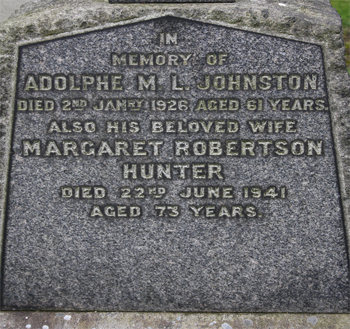 IN
MEMORY OF
ADOLPHE M. L. JOHNSTON
DIED 2ND JANRY 1926, AGED 61 YEARS.
ALSO HIS BELOVED WIFE
MARGARET ROBERTSON
HUNTER
DIED 22ND JUNE 1941
AGED 73 YEARS.